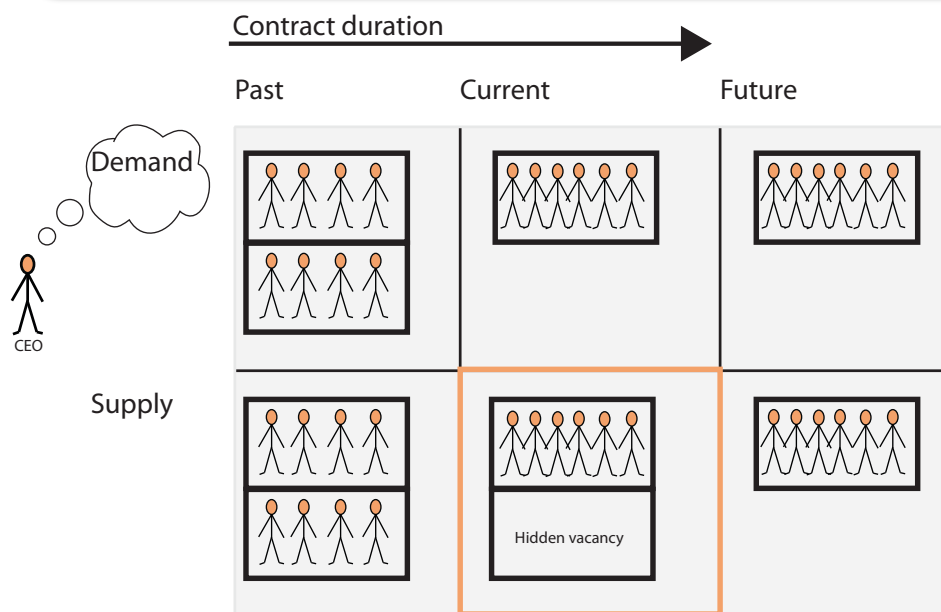 Contract duration
Past
Current
Future
Demand
CEO
Supply
Hidden vacancy